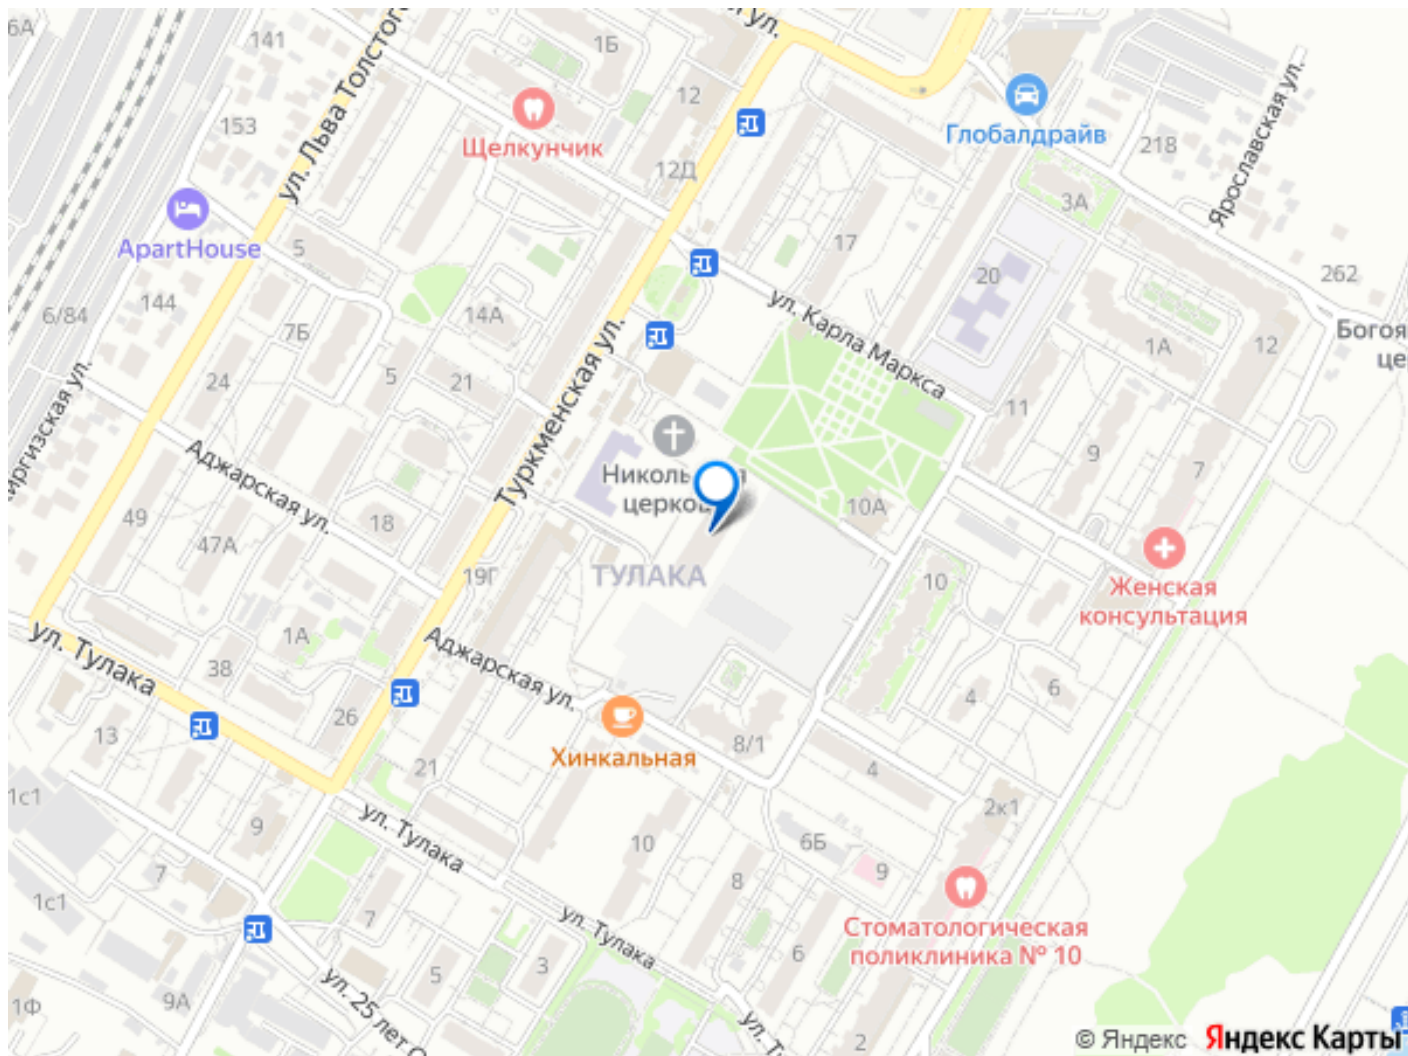 6А
141
1Б
ул.
12
153
ул. Льва Толстого
Щелкунчик
12Д
Глобалдрайв
218
Ярославская ул.
3А
ApartHouse
5
17
20
262
144
6/84
14А
7Б
ул. Карла Маркса
1А
12
Богоя
це
24
5
21
Туркменская ул.
11
9
7
Аджарская ул.
Николь
я
церко
10А
49
18
47А
19Г
ТУЛАКА
10
Женская
консультация
ул. Тулака
1А
38
Аджарская ул.
4
6
26
13
8/1
Хинкальная
21
4
1с1
9
ул. Тулака
10
6Б
2к1
9
7
8
Стоматологическая
поликлиника № 10
1с1
7
ул. Тулака
6
3
5
9А
1Ф
ул. 25 лет О
ул. Т
2
© Яндекс Яндекс Карты